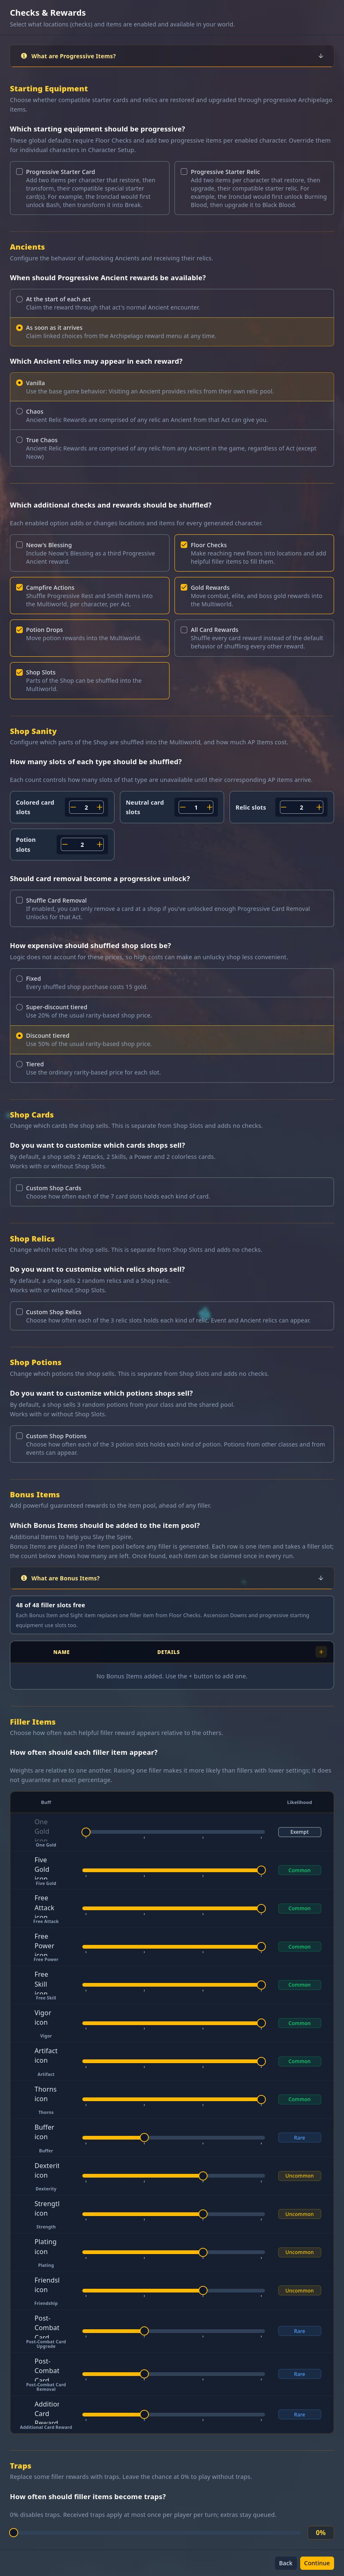 Checks & Rewards
Select what locations (checks) and items are enabled and available in your world.
What are Progressive Items?
Starting Equipment
Choose whether compatible starter cards and relics are restored and upgraded through progressive Archipelago
items.
Which starting equipment should be progressive?
These global defaults require Floor Checks and add two progressive items per enabled character. Override them
for individual characters in Character Setup.
Progressive Starter Card
Add two items per character that restore, then
transform, their compatible special starter
card(s). For example, the Ironclad would first
unlock Bash, then transform it into Break.
Progressive Starter Relic
Add two items per character that restore, then
upgrade, their compatible starter relic. For
example, the Ironclad would first unlock Burning
Blood, then upgrade it to Black Blood.
Ancients
Configure the behavior of unlocking Ancients and receiving their relics.
When should Progressive Ancient rewards be available?
At the start of each act
Claim the reward through that act's normal Ancient encounter.
As soon as it arrives
Claim linked choices from the Archipelago reward menu at any time.
Which Ancient relics may appear in each reward?
Vanilla
Use the base game behavior: Visiting an Ancient provides relics from their own relic pool.
Chaos
Ancient Relic Rewards are comprised of any relic an Ancient from that Act can give you.
True Chaos
Ancient Relic Rewards are comprised of any relic from any Ancient in the game, regardless of Act (except
Neow)
Which additional checks and rewards should be shuffled?
Each enabled option adds or changes locations and items for every generated character.
Neow's Blessing
Include Neow's Blessing as a third Progressive
Ancient reward.
Floor Checks
Make reaching new floors into locations and add
helpful filler items to fill them.
Campfire Actions
Shuffle Progressive Rest and Smith items into
the Multiworld, per character, per Act.
Gold Rewards
Move combat, elite, and boss gold rewards into
the Multiworld.
Potion Drops
Move potion rewards into the Multiworld.
All Card Rewards
Shuffle every card reward instead of the default
behavior of shuffling every other reward.
Shop Slots
Parts of the Shop can be shuffled into the
Multiworld.
Shop Sanity
Configure which parts of the Shop are shuffled into the Multiworld, and how much AP Items cost.
How many slots of each type should be shuffled?
Each count controls how many slots of that type are unavailable until their corresponding AP items arrive.
Colored card
slots
2
Neutral card
slots
1
Relic slots
2
Potion
slots
2
Should card removal become a progressive unlock?
Shuffle Card Removal
If enabled, you can only remove a card at a shop if you've unlocked enough Progressive Card Removal
Unlocks for that Act.
How expensive should shuffled shop slots be?
Logic does not account for these prices, so high costs can make an unlucky shop less convenient.
Fixed
Every shuffled shop purchase costs 15 gold.
Super-discount tiered
Use 20% of the usual rarity-based shop price.
Discount tiered
Use 50% of the usual rarity-based shop price.
Tiered
Use the ordinary rarity-based price for each slot.
Shop Cards
Change which cards the shop sells. This is separate from Shop Slots and adds no checks.
Do you want to customize which cards shops sell?
By default, a shop sells 2 Attacks, 2 Skills, a Power and 2 colorless cards.
Works with or without Shop Slots.
Custom Shop Cards
Choose how often each of the 7 card slots holds each kind of card.
Shop Relics
Change which relics the shop sells. This is separate from Shop Slots and adds no checks.
Do you want to customize which relics shops sell?
By default, a shop sells 2 random relics and a Shop relic.
Works with or without Shop Slots.
Custom Shop Relics
Choose how often each of the 3 relic slots holds each kind of relic. Event and Ancient relics can appear.
Shop Potions
Change which potions the shop sells. This is separate from Shop Slots and adds no checks.
Do you want to customize which potions shops sell?
By default, a shop sells 3 random potions from your class and the shared pool.
Works with or without Shop Slots.
Custom Shop Potions
Choose how often each of the 3 potion slots holds each kind of potion. Potions from other classes and from
events can appear.
Bonus Items
Add powerful guaranteed rewards to the item pool, ahead of any filler.
Which Bonus Items should be added to the item pool?
Additional Items to help you Slay the Spire.
Bonus Items are placed in the item pool before any filler is generated. Each row is one item and takes a filler slot;
the count below shows how many are left. Once found, each item can be claimed once in every run.
What are Bonus Items?
48 of 48 filler slots free
Each Bonus Item and Sight Item replaces one filler item from Floor Checks. Ascension Downs and progressive starting
equipment use slots too.
NAME DETAILS +
No Bonus Items added. Use the + button to add one.
Filler Items
Choose how often each helpful filler reward appears relative to the others.
How often should each filler item appear?
Weights are relative to one another. Raising one filler makes it more likely than fillers with lower settings; it does
not guarantee an exact percentage.
Buff Likelihood
One
Gold
icon
One Gold
Exempt
Five
Gold
icon
Five Gold
Common
Free
Attack
icon
Free Attack
Common
Free
Power
icon
Free Power
Common
Free
Skill
icon
Free Skill
Common
Vigor
icon
Vigor
Common
Artifact
icon
Artifact
Common
Thorns
icon
Thorns
Common
Buffer
icon
Buffer
Rare
Dexterit
icon
Dexterity
Uncommon
Strengtl
icon
Strength
Uncommon
Plating
icon
Plating
Uncommon
Friendsl
icon
Friendship
Uncommon
Post-
Combat
Card
Post-Combat Card
Upgrade
Rare
Post-
Combat
Card
Post-Combat Card
Removal
Rare
Addition
Card
Reward
Additional Card Reward
Rare
Traps
Replace some filler rewards with traps. Leave the chance at 0% to play without traps.
How often should filler items become traps?
0% disables traps. Received traps apply at most once per player per turn; extras stay queued.
0%
Back Continue